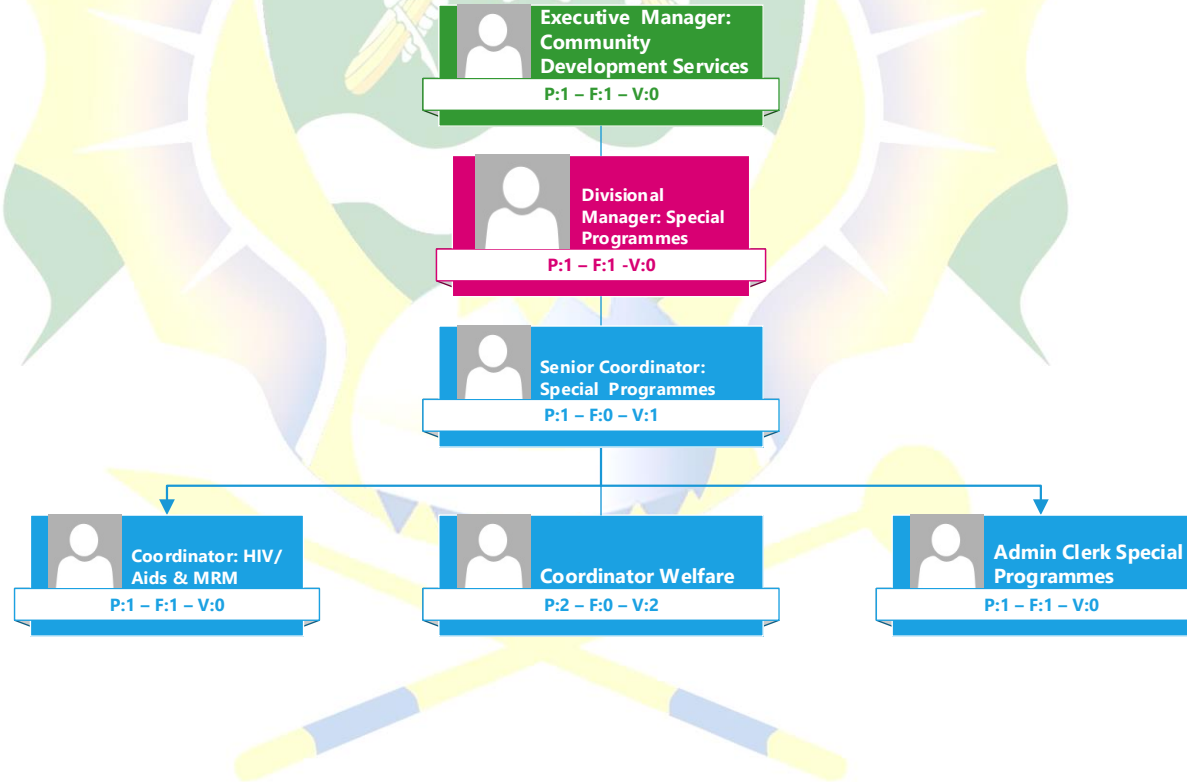 Executive Manager:
Community
Development Services
P:1 – F:1 – V:0
Divisional
Manager: Special
Programmes
P:1 – F:1 -V:0
Senior Coordinator:
Special Programmes
P:1 – F:0 – V:1
Coordinator: HIV/
Aids & MRM
P:1 – F:1 – V:0
Coordinator Welfare
P:2 – F:0 – V:2
Admin Clerk Special
Programmes
P:1 – F:1 – V:0